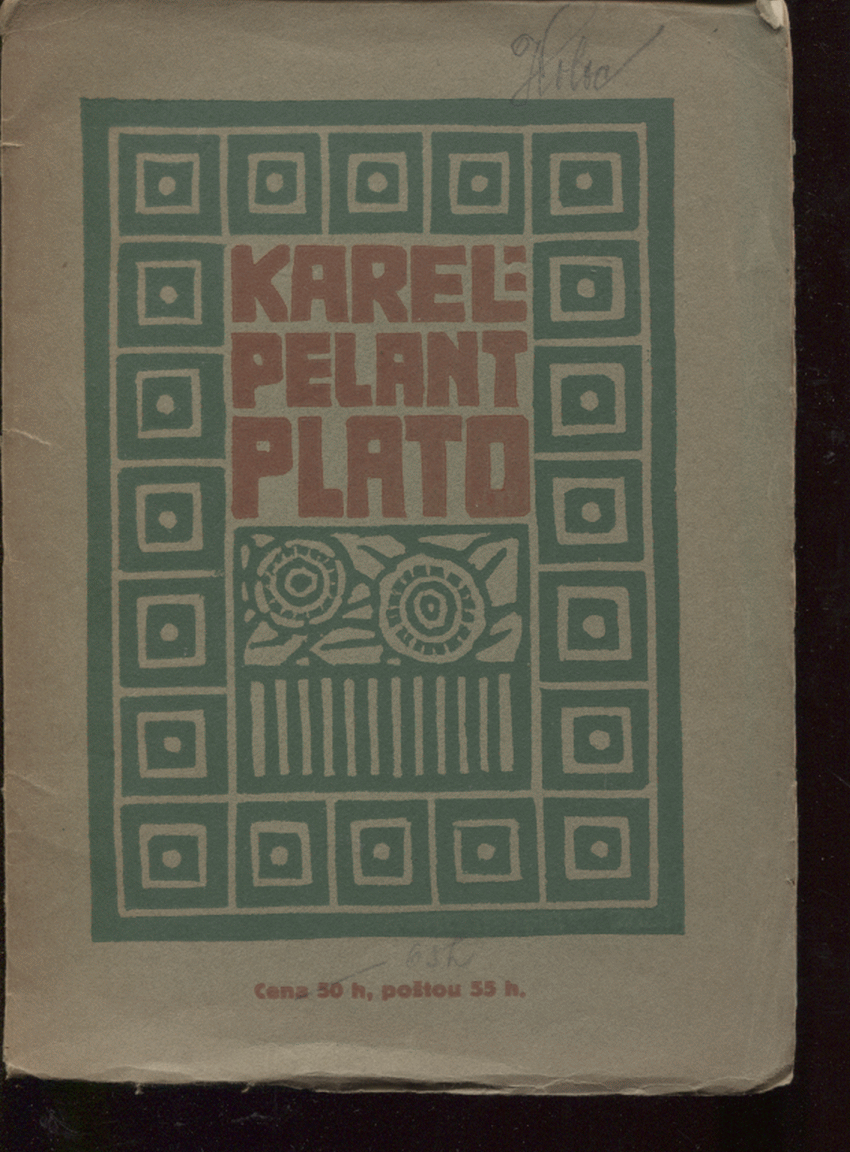 KAREL:
PELANT
PLATO
Cena 50 h, poštou 55 h.